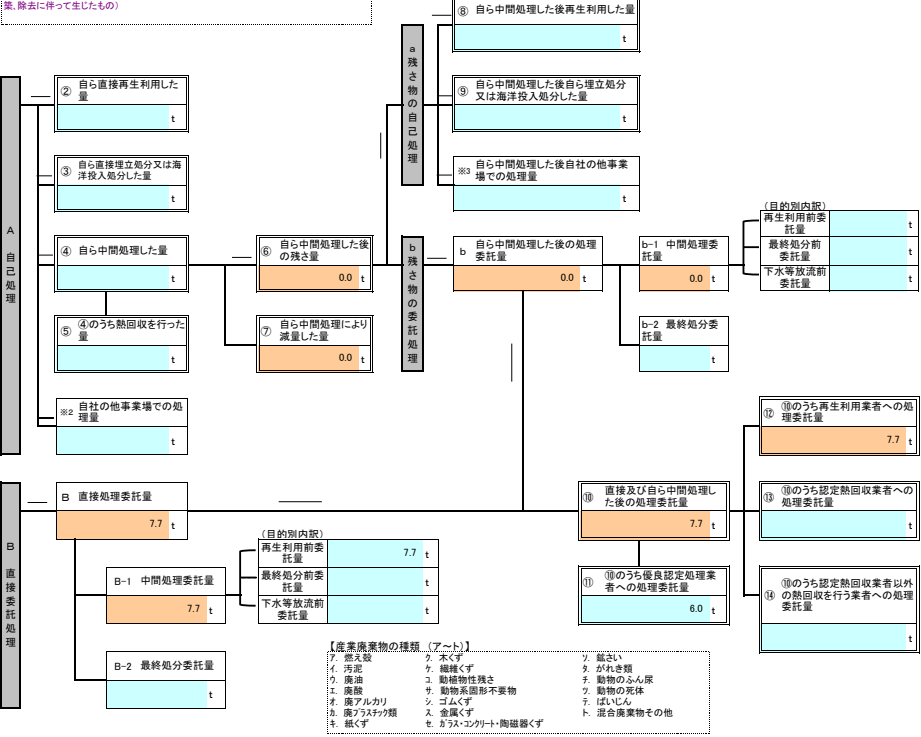 築、除去に伴って生じたもの）
⑧ 自ら中間処理した後再生利用した量
t
a 残さ物の自己処理
② 自ら直接再生利用した
量
t
⑨ 自ら中間処理した後自ら埋立処分
又は海洋投入処分した量
t
③ 自ら直接埋立処分又は海
洋投入処分した量
t
※3 自ら中間処理した後自社の他事業
場での処理量
t
A 自己処理
④ 自ら中間処理した量
t
⑥ 自ら中間処理した後
の残さ量
0.0 t
b 残さ物の委託処理
b 自ら中間処理した後の処理
委託量
0.0 t
b-1 中間処理委
託量
0.0 t
（目的別内訳）
再生利用前委
託量
t
最終処分前
委託量
t
下水等放流前
委託量
t
⑤ ④のうち熱回収を行った
量
t
⑦ 自ら中間処理により
減量した量
0.0 t
b-2 最終処分委
託量
t
※2 自社の他事業場での処
理量
t
⑫ ⑩のうち再生利用業者への処
理委託量
7.7 t
B 直接委託処理
B 直接処理委託量
7.7 t
⑩ 直接及び自ら中間処理し
た後の処理委託量
7.7 t
⑬ ⑩のうち認定熱回収業者への
処理委託量
t
B-1 中間処理委託量
7.7 t
（目的別内訳）
再生利用前委
託量
7.7 t
最終処分前委
託量
t
下水等放流前
委託量
t
⑪ ⑩のうち優良認定処理業
者への処理委託量
6.0 t
⑭ ⑩のうち認定熱回収業者以外
の熱回収を行う業者への処理
委託量
t
B-2 最終処分委託量
t
【産業廃棄物の種類 （ア～ト）】
ア. 燃え殻
イ. 汚泥
ウ. 廃油
エ. 廃酸
オ. 廃アルカリ
カ. 廃プラスチック類
キ. 紙くず
ク. 木くず
ケ. 繊維くず
コ. 動植物性残さ
サ. 動物系固形不要物
シ. ゴムくず
ス. 金属くず
セ. ガラス・コンクリート・陶磁器くず
ソ. 鉱さい
タ. がれき類
チ. 動物のふん尿
ツ. 動物の死体
テ. ばいじん
ト. 混合廃棄物その他